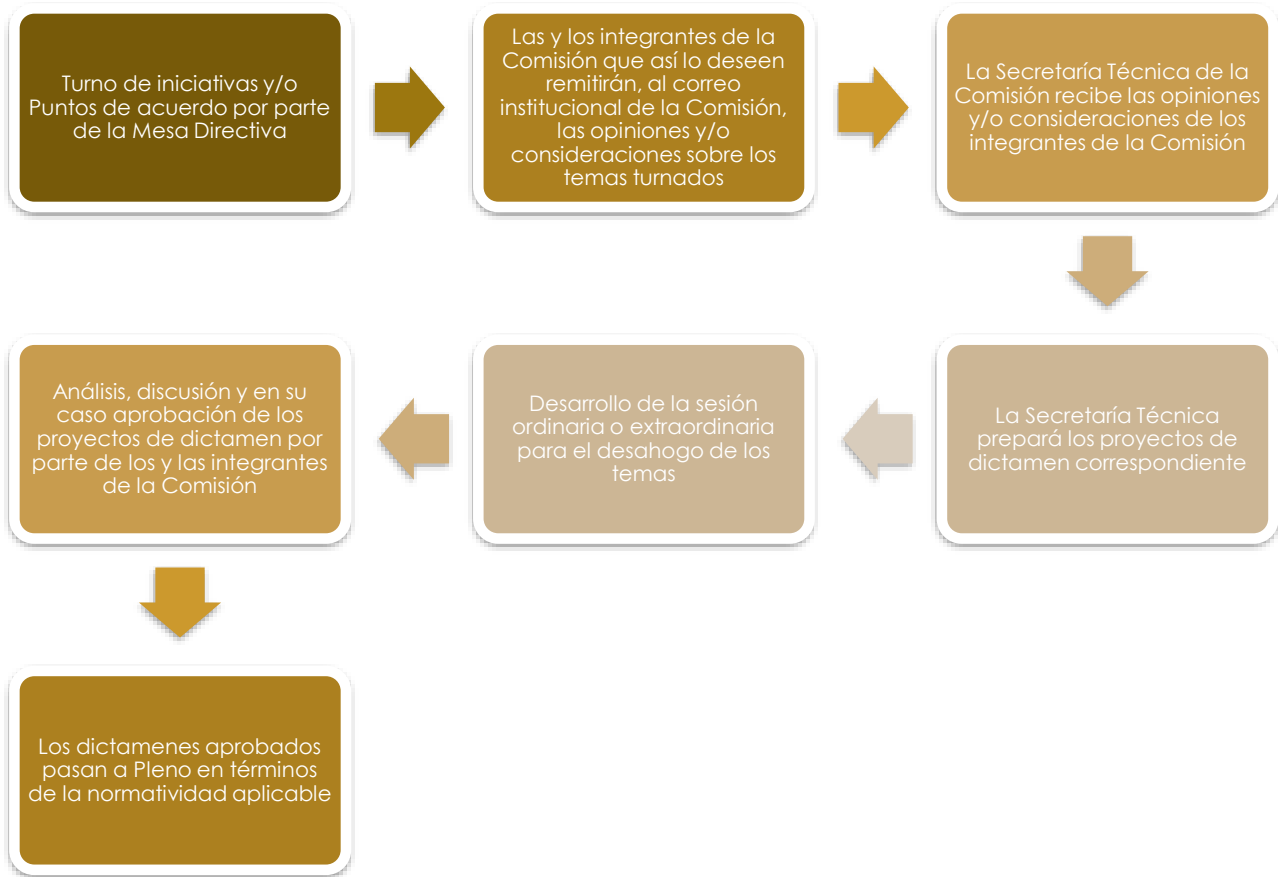 Turno de iniciativas y/o
Puntos de acuerdo por parte
de la Mesa Directiva
Las y los integrantes de la
Comisión que así lo deseen
remitirán, al correo
institucional de la Comisión,
las opiniones y/o
consideraciones sobre los
temas turnados
La Secretaría Técnica de la
Comisión recibe las opiniones
y/o consideraciones de los
integrantes de la Comisión
La Secretaría Técnica
prepará los proyectos de
dictamen correspondiente
Desarrollo de la sesión
ordinaria o extraordinaria
para el desahogo de los
temas
Análisis, discusión y en su
caso aprobación de los
proyectos de dictamen por
parte de los y las integrantes
de la Comisión
Los dictamenes aprobados
pasan a Pleno en términos
de la normatividad aplicable